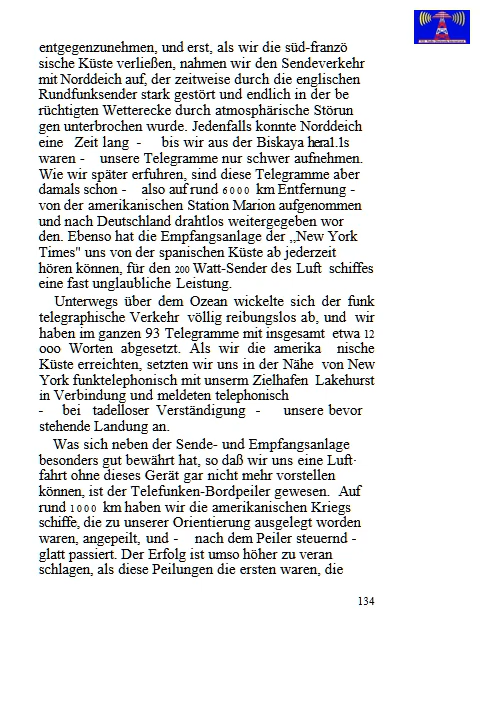 entgegenzunehmen, und erst, als wir die süd-franzö
sische Küste verließen, nahmen wir den Sendeverkehr
mit Norddeich auf, der zeitweise durch die englischen
Rundfunksender stark gestört und endlich in der be
rüchtigten Wetterecke durch atmosphärische Störun
gen unterbrochen wurde. Jedenfalls konnte Norddeich
eine Zeit lang - bis wir aus der Biskaya hera1.1s
waren - unsere Telegramme nur schwer aufnehmen.
Wie wir später erfuhren, sind diese Telegramme aber
damals schon - also auf rund 6000 km Entfernung -
von der amerikanischen Station Marion aufgenommen
und nach Deutschland drahtlos weitergegeben wor
den. Ebenso hat die Empfangsanlage der ,,New York
Times" uns von der spanischen Küste ab jederzeit
hören können, für den 200 Watt-Sender des Luft schiffes
eine fast unglaubliche Leistung.
Unterwegs über dem Ozean wickelte sich der funk
telegraphische Verkehr völlig reibungslos ab, und wir
haben im ganzen 93 Telegramme mit insgesamt etwa 12
ooo Worten abgesetzt. Als wir die amerika nische
Küste erreichten, setzten wir uns in der Nähe von New
York funktelephonisch mit unserm Zielhafen Lakehurst
in Verbindung und meldeten telephonisch
- bei tadelloser Verständigung - unsere bevor
stehende Landung an.
Was sich neben der Sende- und Empfangsanlage
besonders gut bewährt hat, so daß wir uns eine Luft·
fahrt ohne dieses Gerät gar nicht mehr vorstellen
können, ist der Telefunken-Bordpeiler gewesen. Auf
rund 1000 km haben wir die amerikanischen Kriegs
schiffe, die zu unserer Orientierung ausgelegt worden
waren, angepeilt, und - nach dem Peiler steuernd -
glatt passiert. Der Erfolg ist umso höher zu veran
schlagen, als diese Peilungen die ersten waren, die
134